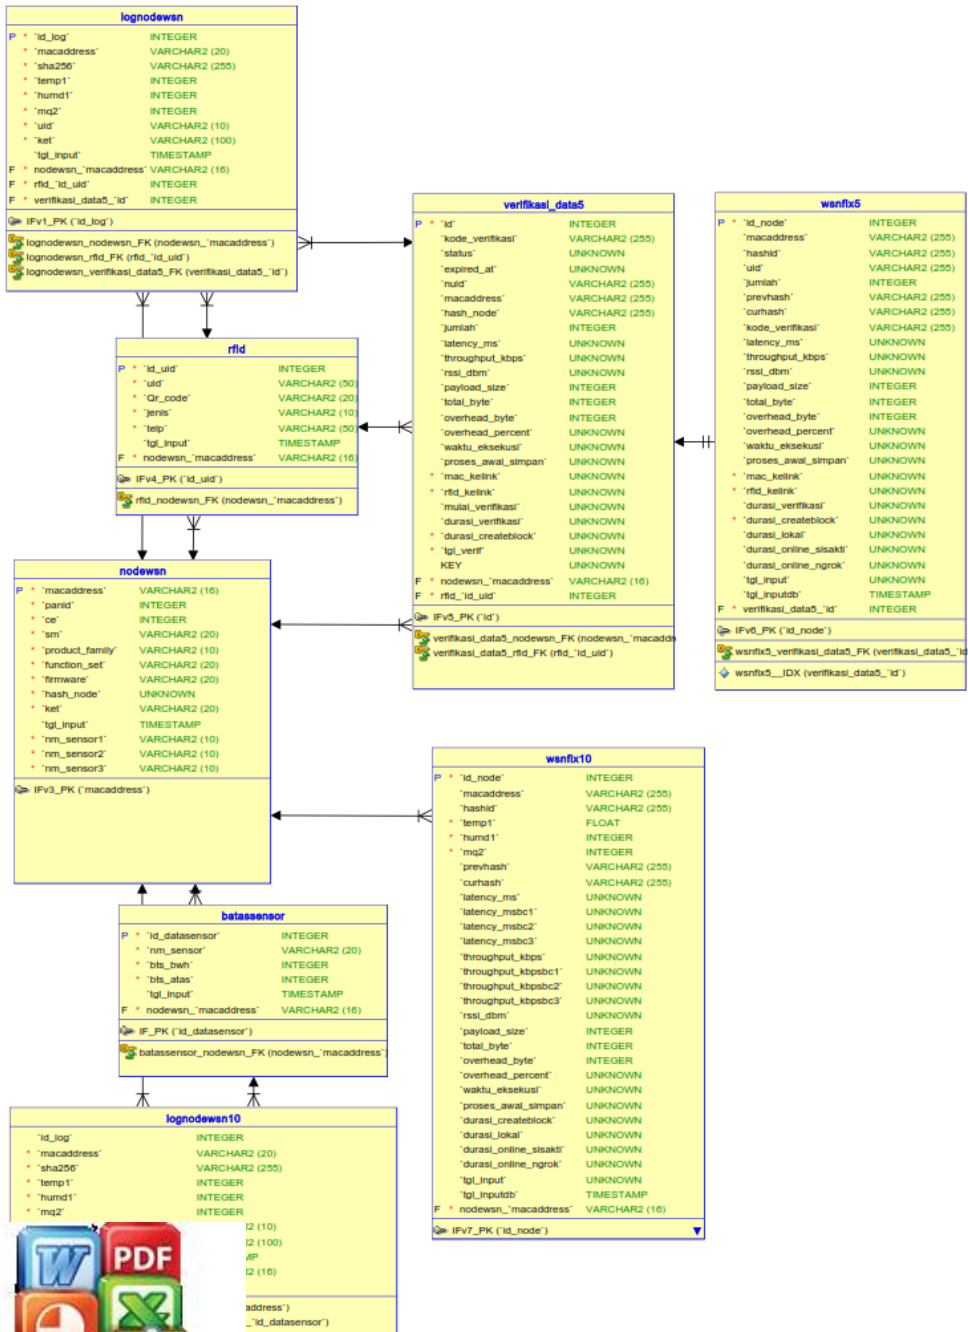 lognodewsn
P * `id_log` INTEGER
* `macaddress` VARCHAR2 (20)
* `sha256` VARCHAR2 (255)
* `temp1` INTEGER
* `humd1` INTEGER
* `mq2` INTEGER
* `uid` VARCHAR2 (10)
* `ket` VARCHAR2 (100)
`tgl_input` TIMESTAMP
F * nodewsn_`macaddress` VARCHAR2 (16)
F * rfid_`id_uid` INTEGER
F * verifikasi_data5_`id` INTEGER
IFv1_PK (`id_log`)
lognodewsn_nodewsn_FK (nodewsn_`macaddress`)
lognodewsn_rfid_FK (rfid_`id_uid`)
lognodewsn_verifikasi_data5_FK (verifikasi_data5_`id`)
rfid
P * `id_uid` INTEGER
* `uid` VARCHAR2 (50)
* `Qr_code` VARCHAR2 (20)
* `jenis` VARCHAR2 (10)
* `telp` VARCHAR2 (50)
`tgl_input` TIMESTAMP
F * nodewsn_`macaddress` VARCHAR2 (16)
IFv4_PK (`id_uid`)
rfid_nodewsn_FK (nodewsn_`macaddress`)
verifikasi_data5
P * `id` INTEGER
`kode_verifikasi` VARCHAR2 (255)
`status` UNKNOWN
`expired_at` UNKNOWN
`nuid` VARCHAR2 (255)
`macaddress` VARCHAR2 (255)
`hash_node` VARCHAR2 (255)
`jumlah` INTEGER
`latency_ms` UNKNOWN
`throughput_kbps` UNKNOWN
`rssi_dbm` UNKNOWN
`payload_size` INTEGER
`total_byte` INTEGER
`overhead_byte` INTEGER
`overhead_percent` UNKNOWN
`waktu_eksekusi` UNKNOWN
`proses_awal_simpan` UNKNOWN
* `mac_kelink` UNKNOWN
* `rfid_kelink` UNKNOWN
`mulai_verifikasi` UNKNOWN
`durasi_verifikasi` UNKNOWN
* `durasi_createblock` UNKNOWN
* `tgl_verif` UNKNOWN
KEY UNKNOWN
F * nodewsn_`macaddress` VARCHAR2 (16)
F * rfid_`id_uid` INTEGER
IFv5_PK (`id`)
verifikasi_data5_nodewsn_FK (nodewsn_`macaddr
verifikasi_data5_rfid_FK (rfid_`id_uid`)
wsnfix5
P * `id_node` INTEGER
`macaddress` VARCHAR2 (255)
`hashid` VARCHAR2 (255)
`uid` VARCHAR2 (255)
`jumlah` INTEGER
`prevhash` VARCHAR2 (255)
`curhash` VARCHAR2 (255)
`kode_verifikasi` VARCHAR2 (255)
`latency_ms` UNKNOWN
`throughput_kbps` UNKNOWN
`rssi_dbm` UNKNOWN
`payload_size` INTEGER
`total_byte` INTEGER
`overhead_byte` INTEGER
`overhead_percent` UNKNOWN
`waktu_eksekusi` UNKNOWN
`proses_awal_simpan` UNKNOWN
* `mac_kelink` UNKNOWN
* `rfid_kelink` UNKNOWN
`durasi_verifikasi` UNKNOWN
* `durasi_createblock` UNKNOWN
`durasi_lokal` UNKNOWN
`durasi_online_sisakti` UNKNOWN
`durasi_online_ngrok` UNKNOWN
`tgl_input` UNKNOWN
`tgl_inputdb` TIMESTAMP
F * verifikasi_data5_`id` INTEGER
IFv6_PK (`id_node`)
wsnfix5_verifikasi_data5_FK (verifikasi_data5_`id
wsnfix5__IDX (verifikasi_data5_`id`)
nodewsn
P * `macaddress` VARCHAR2 (16)
* `panid` INTEGER
* `ce` INTEGER
* `sm` VARCHAR2 (20)
* `product_family` VARCHAR2 (10)
* `function_set` VARCHAR2 (20)
* `firmware` VARCHAR2 (20)
* `hash_node` UNKNOWN
* `ket` VARCHAR2 (20)
`tgl_input` TIMESTAMP
* `nm_sensor1` VARCHAR2 (10)
* `nm_sensor2` VARCHAR2 (10)
* `nm_sensor3` VARCHAR2 (10)
IFv3_PK (`macaddress`)
wsnfix10
P * `id_node` INTEGER
`macaddress` VARCHAR2 (255)
`hashid` VARCHAR2 (255)
* `temp1` FLOAT
* `humd1` INTEGER
* `mq2` INTEGER
`prevhash` VARCHAR2 (255)
`curhash` VARCHAR2 (255)
`latency_ms` UNKNOWN
`latency_msbc1` UNKNOWN
`latency_msbc2` UNKNOWN
`latency_msbc3` UNKNOWN
`throughput_kbps` UNKNOWN
`throughput_kbpsbc1` UNKNOWN
`throughput_kbpsbc2` UNKNOWN
`throughput_kbpsbc3` UNKNOWN
`rssi_dbm` UNKNOWN
`payload_size` INTEGER
`total_byte` INTEGER
`overhead_byte` INTEGER
`overhead_percent` UNKNOWN
`waktu_eksekusi` UNKNOWN
`proses_awal_simpan` UNKNOWN
`durasi_createblock` UNKNOWN
`durasi_lokal` UNKNOWN
`durasi_online_sisakti` UNKNOWN
`durasi_online_ngrok` UNKNOWN
`tgl_input` UNKNOWN
`tgl_inputdb` TIMESTAMP
F * nodewsn_`macaddress` VARCHAR2 (16)
IFv7_PK (`id_node`)
batassensor
P * `id_datasensor` INTEGER
* `nm_sensor` VARCHAR2 (20)
* `bts_bwh` INTEGER
* `bts_atas` INTEGER
`tgl_input` TIMESTAMP
F * nodewsn_`macaddress` VARCHAR2 (16)
IF_PK (`id_datasensor`)
batassensor_nodewsn_FK (nodewsn_`macaddress`
lognodewsn10
`id_log` INTEGER
* `macaddress` VARCHAR2 (20)
* `sha256` VARCHAR2 (255)
* `temp1` INTEGER
* `humd1` INTEGER
* `mq2` INTEGER
(10)
(100)
MP
(16)
address`)
_`id_datasensor`)
W PDF
X